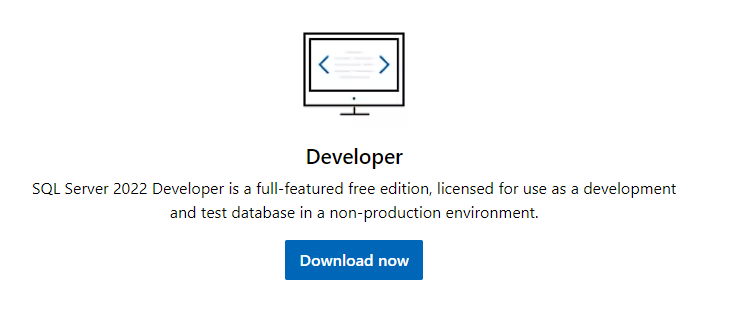 Developer
SQL Server 2022 Developer is a full-featured free edition, licensed for use as a development
and test database in a non-production environment.
Download now